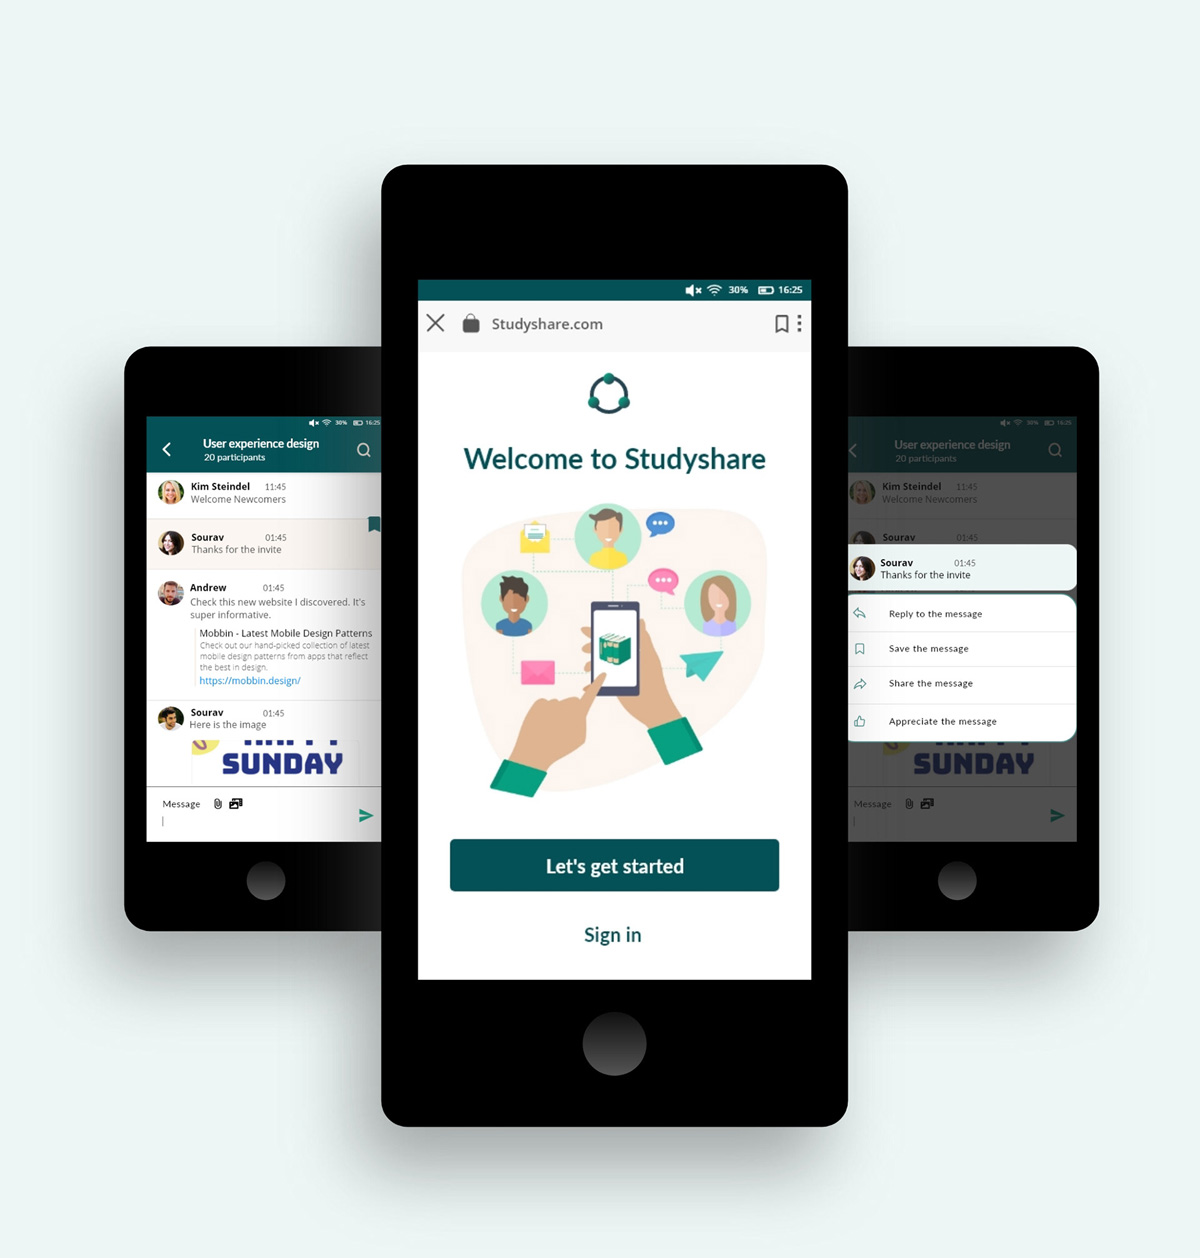 30% 16:25
Studyshare.com
Welcome to Studyshare
Let's get started
Sign in
30% 16:25
User experience design
20 participants
Kim Steindel 11:45
Welcome Newcomers
Sourav 01:45
Thanks for the invite
Andrew 01:45
Check this new website I discovered. It's
super informative.
Mobbin - Latest Mobile Design Patterns
Check out our hand-picked collection of latest
mobile design patterns from apps that reflect
the best in design.
https://mobbin.design/
Sourav 01:45
Here is the image
HAPPY
SUNDAY
Message
30% 16:25
User experience design
20 participants
Kim Steindel 11:45
Welcome Newcomers
Sourav 01:45
Sourav 01:45
Thanks for the invite
Reply to the message
Save the message
Share the message
Appreciate the message
HAPPY
SUNDAY
Message